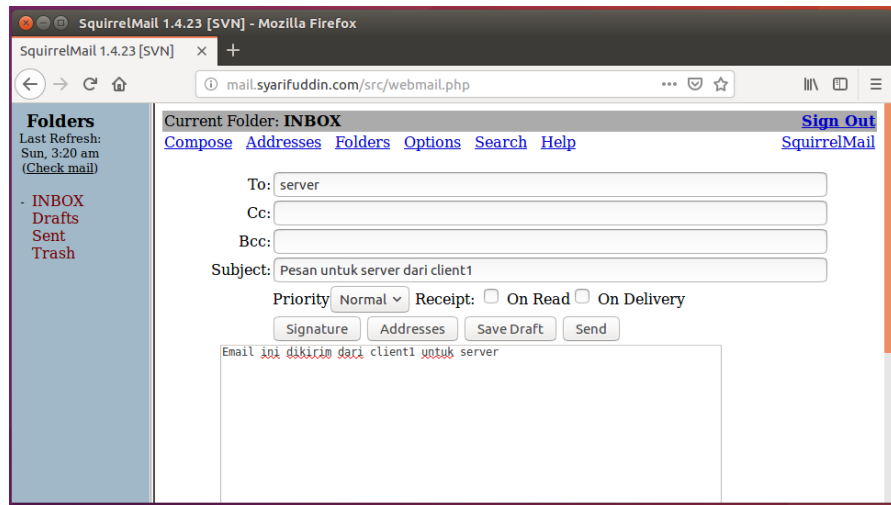 SquirrelMail 1.4.23 [SVN] - Mozilla Firefox
SquirrelMail 1.4.23 [SVN]
mail.syarifuddin.com/src/webmail.php
Folders
Last Refresh:
Sun, 3:20 am
(Check mail)
- INBOX
Drafts
Sent
Trash
Current Folder: INBOX Sign Out
Compose Addresses Folders Options Search Help SquirrelMail
To: server
Cc:
Bcc:
Subject: Pesan untuk server dari client1
Priority Normal Receipt: On Read On Delivery
Signature Addresses Save Draft Send
Email ini dikirim dari client1 untuk server